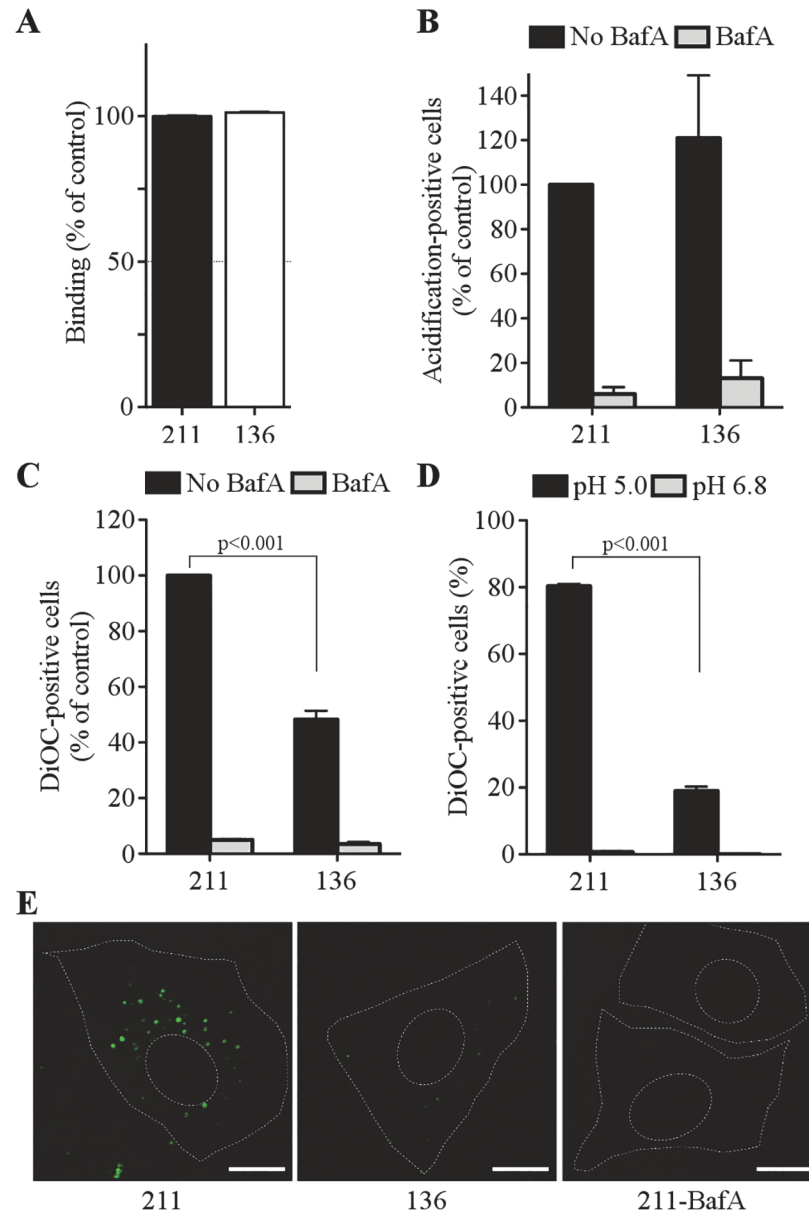 A
Binding (% of control)
100
50
0
211 136
B
No BafA BafA
Acidification-positive cells
(% of control)
140
120
100
80
60
40
20
0
211 136
C
No BafA BafA
DiOC-positive cells
(% of control)
120
100
80
60
40
20
0
p<0.001
211 136
D
pH 5.0 pH 6.8
DiOC-positive cells (%)
100
80
60
40
20
0
p<0.001
211 136
E
211 136 211-BafA